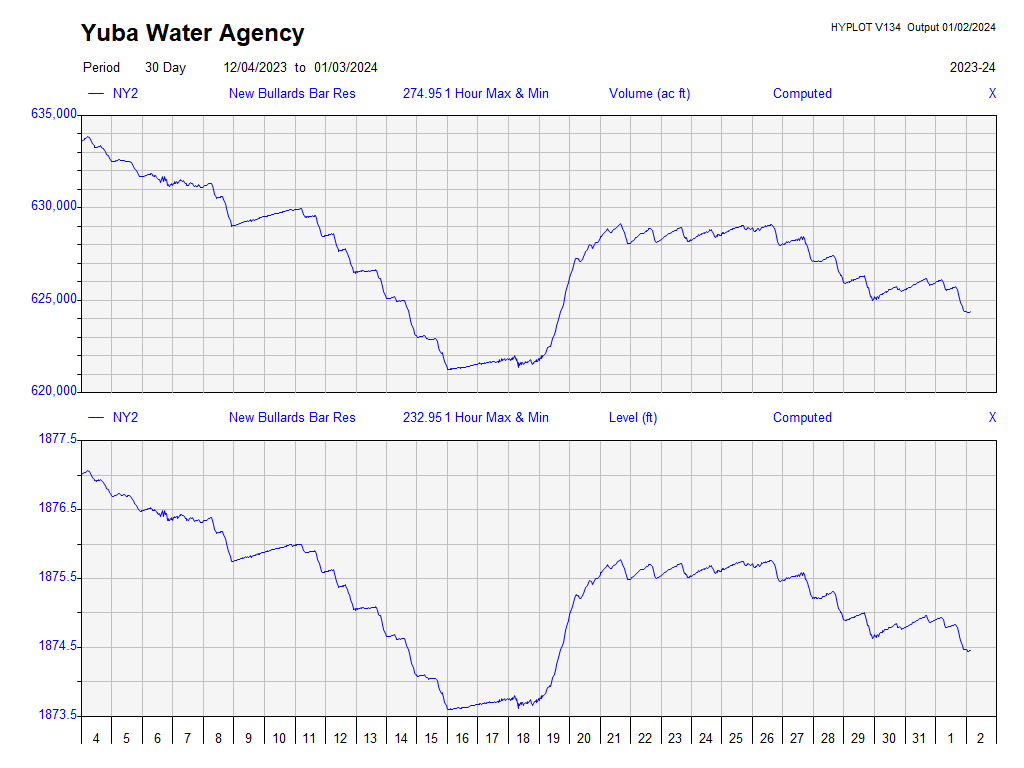 Yuba Water Agency
HYPLOT V134 Output 01/02/2024
Period 30 Day 12/04/2023 to 01/03/2024 2023-24
NY2 New Bullards Bar Res 274.95 1 Hour Max & Min Volume (ac ft) Computed X
635,000
630,000
625,000
620,000
NY2 New Bullards Bar Res 232.95 1 Hour Max & Min Level (ft) Computed X
1877.5
1876.5
1875.5
1874.5
1873.5
4 5 6 7 8 9 10 11 12 13 14 15 16 17 18 19 20 21 22 23 24 25 26 27 28 29 30 31 1 2